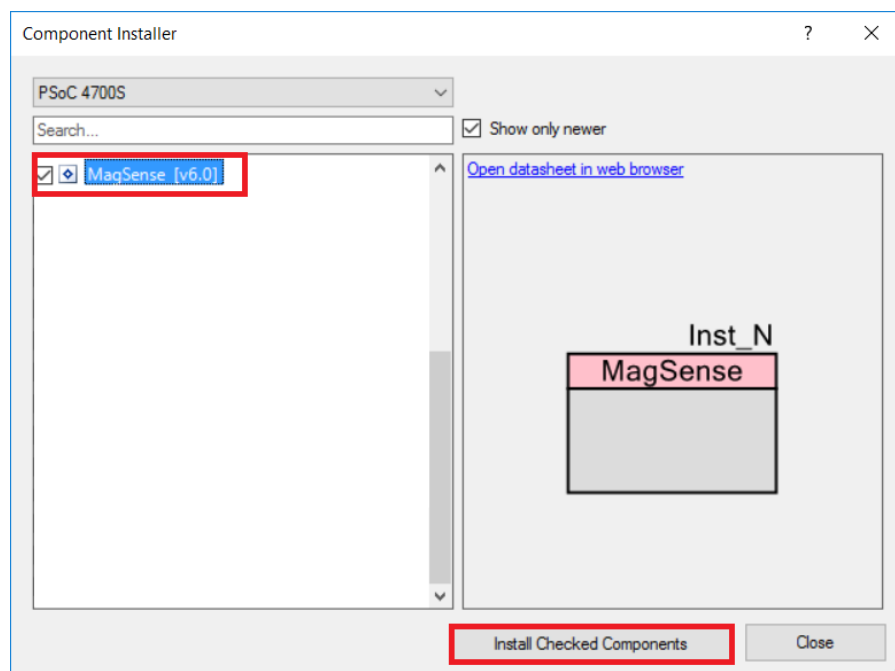 Component Installer
?
PSoC 4700S
Search...
Show only newer
MagSense [v6.0]
Open datasheet in web browser
Inst_N
MagSense
Install Checked Components
Close